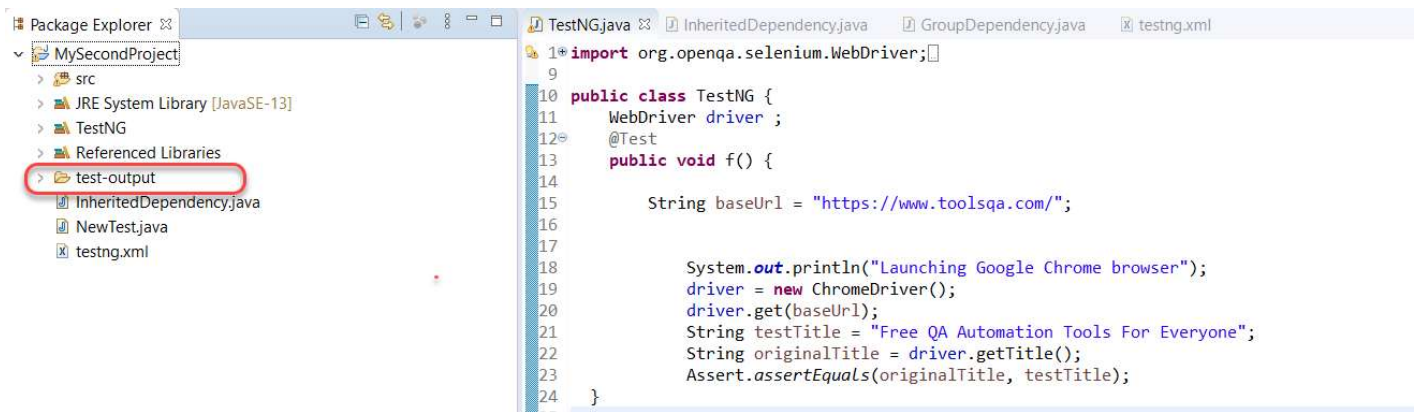 Package Explorer
MySecondProject
src
JRE System Library [JavaSE-13]
TestNG
Referenced Libraries
test-output
InheritedDependency.java
NewTest.java
testng.xml
TestNG.java InheritedDependency.java GroupDependency.java testng.xml
1 import org.openqa.selenium.WebDriver;
9
10 public class TestNG {
11 WebDriver driver ;
12 @Test
13 public void f() {
14
15 String baseUrl = "https://www.toolsqa.com/";
16
17
18 System.out.println("Launching Google Chrome browser");
19 driver = new ChromeDriver();
20 driver.get(baseUrl);
21 String testTitle = "Free QA Automation Tools For Everyone";
22 String originalTitle = driver.getTitle();
23 Assert.assertEquals(originalTitle, testTitle);
24 }